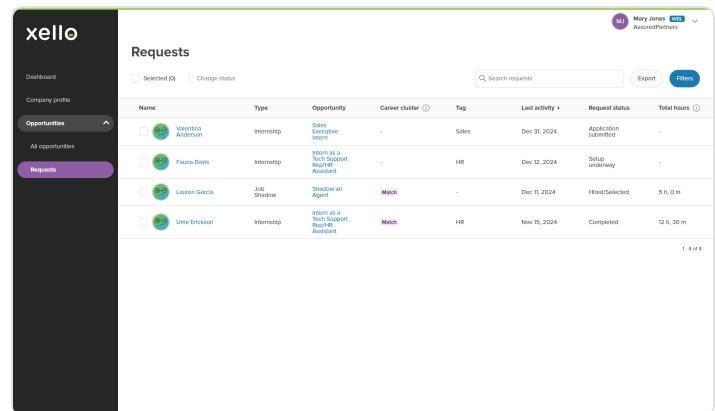 xello
MJ
Mary Jones WBL
AssuredPartners
Requests
Dashboard
Company profile
Opportunities
All opportunities
Requests
Selected (0)
Change status
Search requests
Export
Filters
Name Type Opportunity Career cluster Tag Last activity Request status Total hours
Valentina
Anderson
Internship
Sales
Executive
Intern
-
Sales
Dec 31, 2024
Application
submitted
-
Fauna Davis
Internship
Intern as a
Tech Support
Rep/HR
Assistant
-
HR
Dec 12, 2024
Setup
underway
-
Lauren Garcia
Job
Shadow
Shadow an
Agent
Match
-
Dec 11, 2024
Hired/Selected
5 h, 0 m
Ume Erickson
Internship
Intern as a
Tech Support
Rep/HR
Assistant
Match
HR
Nov 15, 2024
Completed
12 h, 30 m
1 - 4 of 4